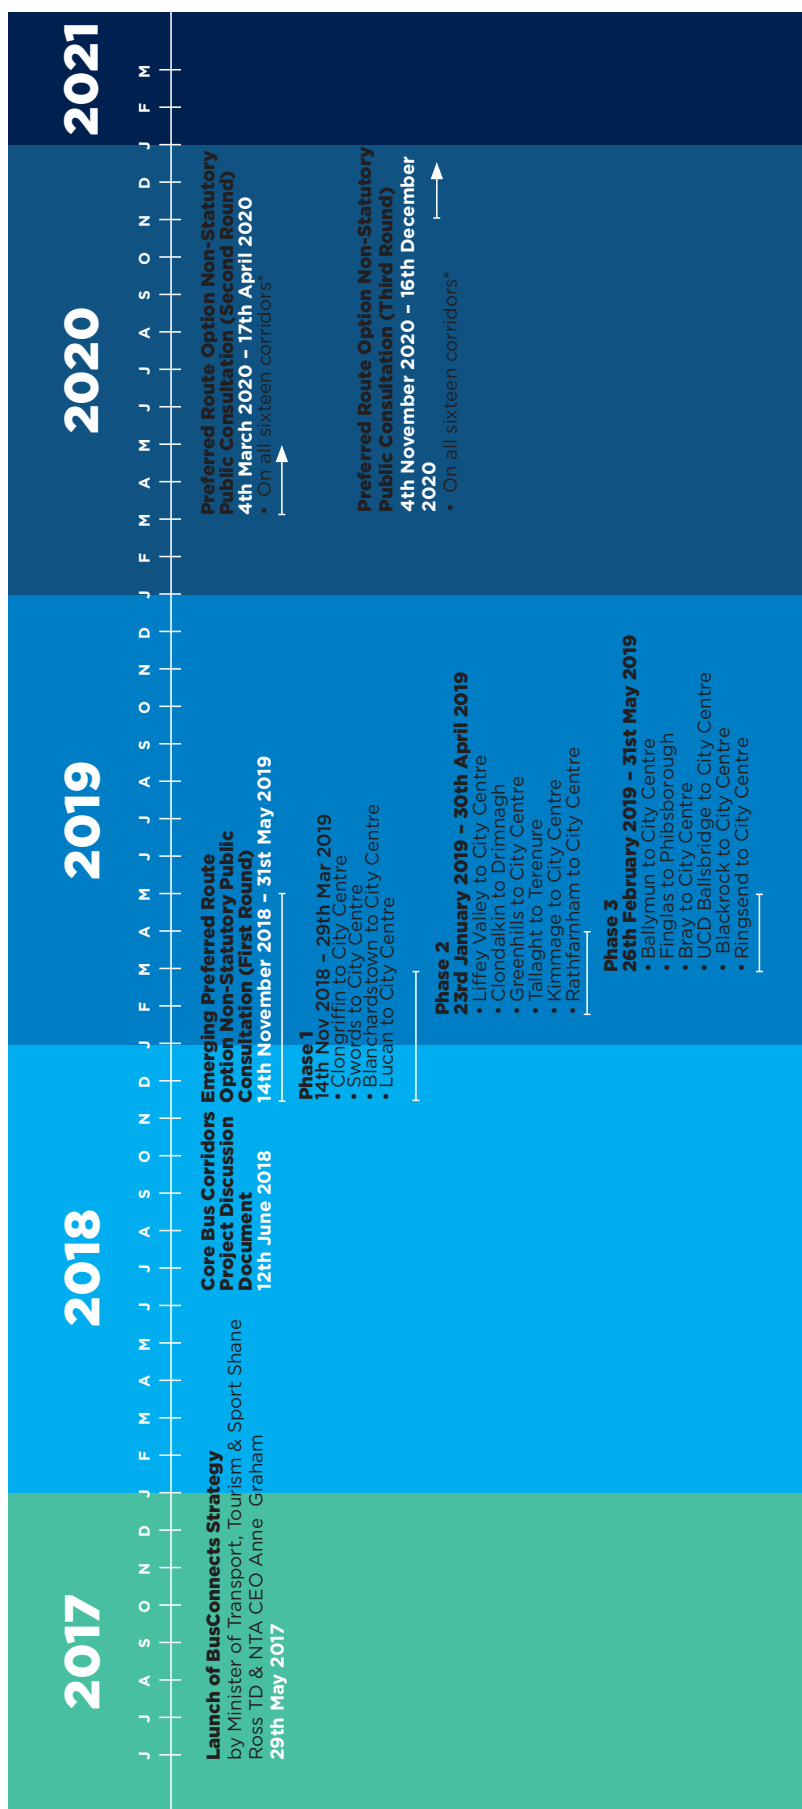 2017
2018
2019
2020
2021
J J A S O N D J F M A M J J A S O N D J F M A M J J A S O N D J F M A M J J A S O N D J F M
Launch of BusConnects Strategy
by Minister of Transport, Tourism & Sport Shane
Ross TD & NTA CEO Anne Graham
29th May 2017
Core Bus Corridors
Project Discussion
Document
12th June 2018
Emerging Preferred Route
Option Non-Statutory Public
Consultation (First Round)
14th November 2018 – 31st May 2019
Phase 1
14th Nov 2018 – 29th Mar 2019
• Clongriffin to City Centre
• Swords to City Centre
• Blanchardstown to City Centre
• Lucan to City Centre
Phase 2
23rd January 2019 – 30th April 2019
• Liffey Valley to City Centre
• Clondalkin to Drimnagh
• Greenhills to City Centre
• Tallaght to Terenure
• Kimmage to City Centre
• Rathfarnham to City Centre
Phase 3
26th February 2019 – 31st May 2019
• Ballymun to City Centre
• Finglas to Phibsborough
• Bray to City Centre
• UCD Ballsbridge to City Centre
• Blackrock to City Centre
• Ringsend to City Centre
Preferred Route Option Non-Statutory
Public Consultation (Second Round)
4th March 2020 – 17th April 2020
• On all sixteen corridors*
Preferred Route Option Non-Statutory
Public Consultation (Third Round)
4th November 2020 – 16th December
2020
• On all sixteen corridors*